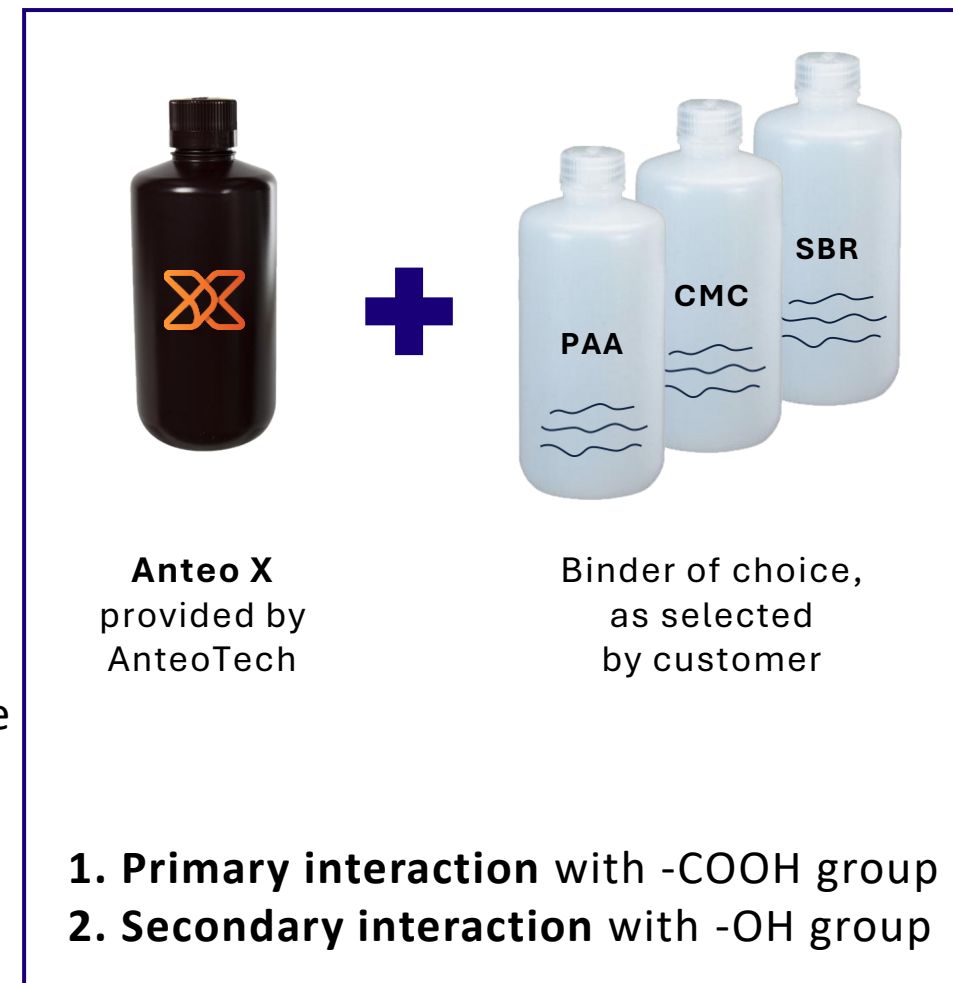 SBR
CMC
PAA
Anteo X
provided by
AnteoTech
Binder of choice,
as selected
by customer
e
1. Primary interaction with -COOH group
2. Secondary interaction with -OH group